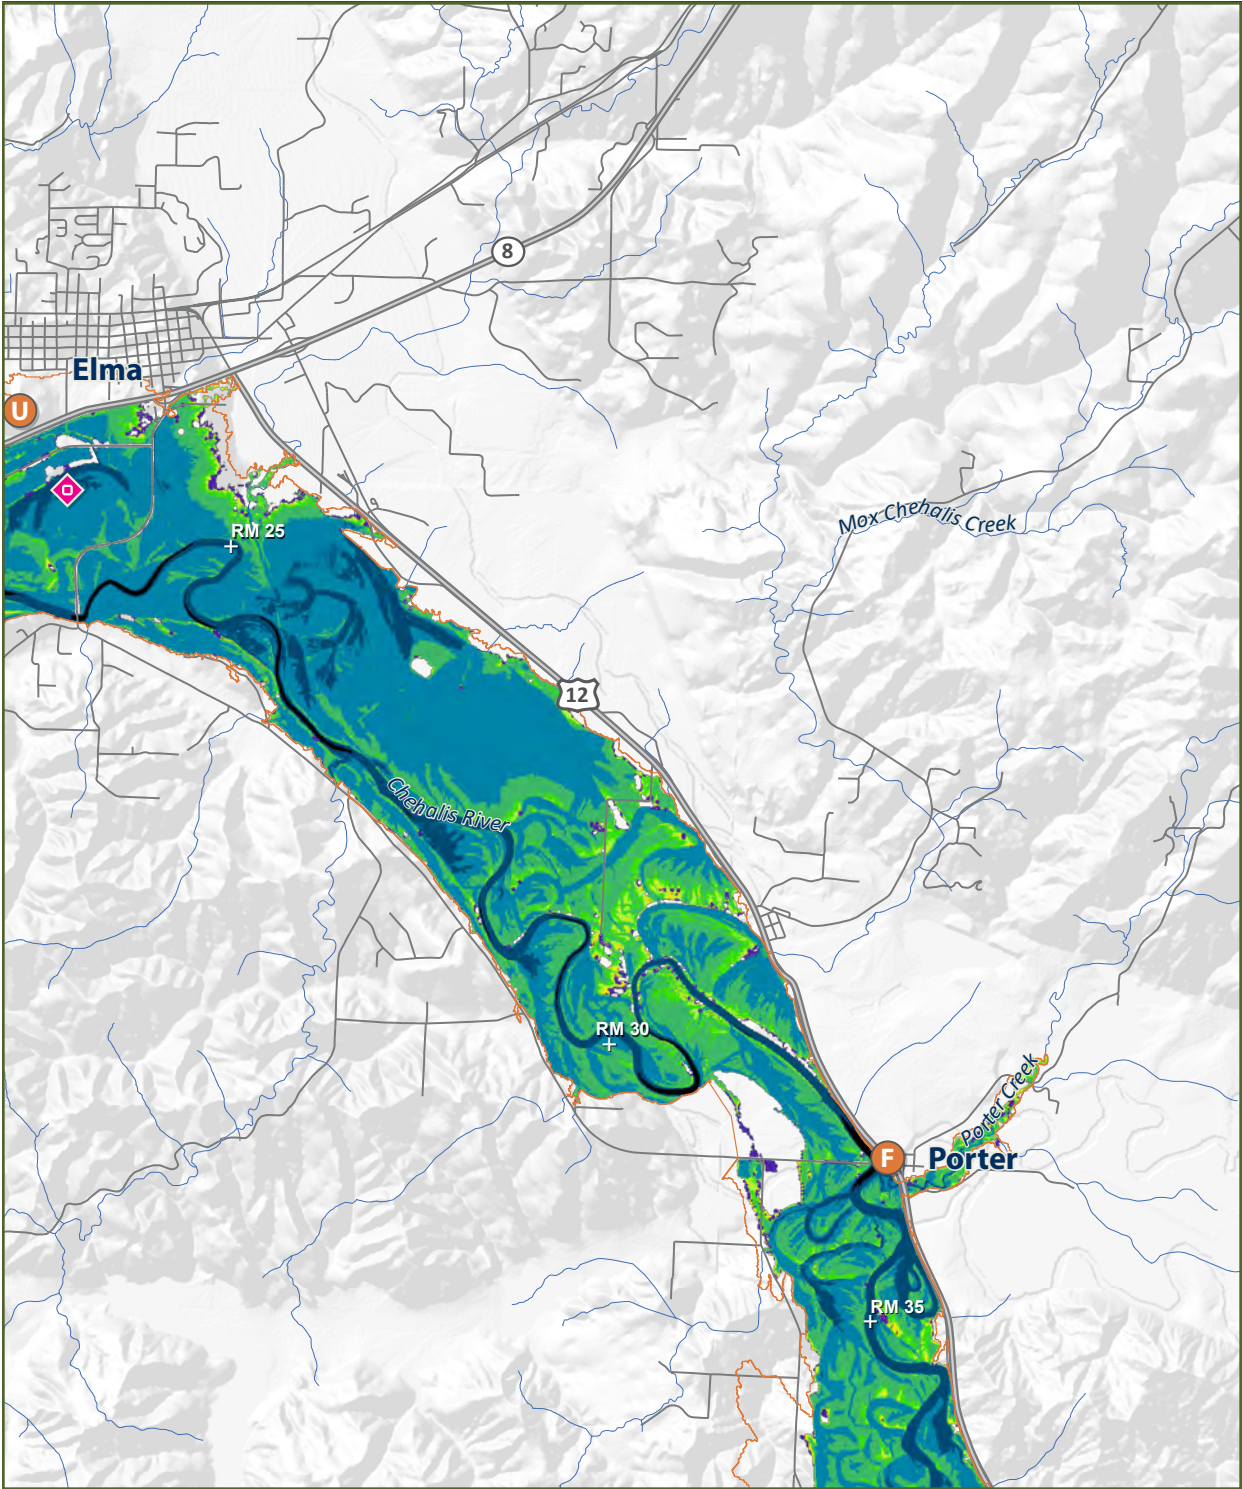 8
Elma
U
RM 25
Mox Chehalis Creek
12
Chehalis River
RM 30
Porter Creek
F
Porter
RM 35